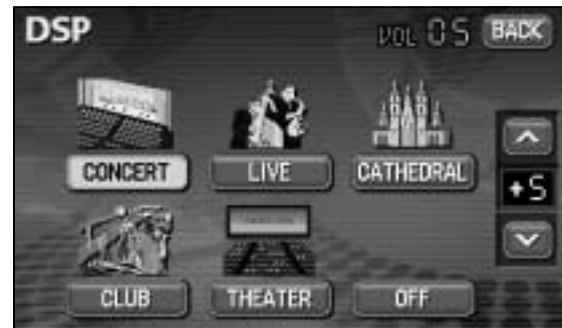 DSP VOL 05 BACK
CONCERT LIVE CATHEDRAL
+5
CLUB THEATER OFF